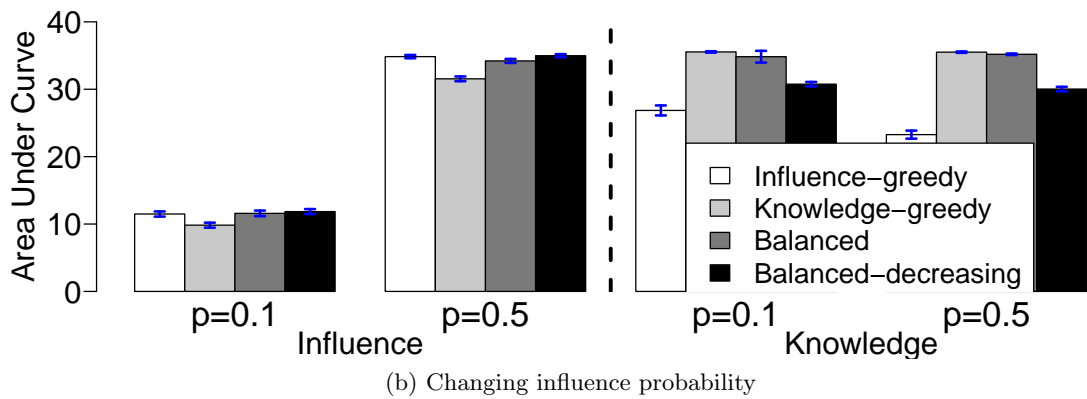 Area Under Curve
40
30
20
10
0
Influence−greedy
Knowledge−greedy
Balanced
Balanced−decreasing
p=0.1 p=0.5 p=0.1 p=0.5
Influence Knowledge
(b) Changing influence probability